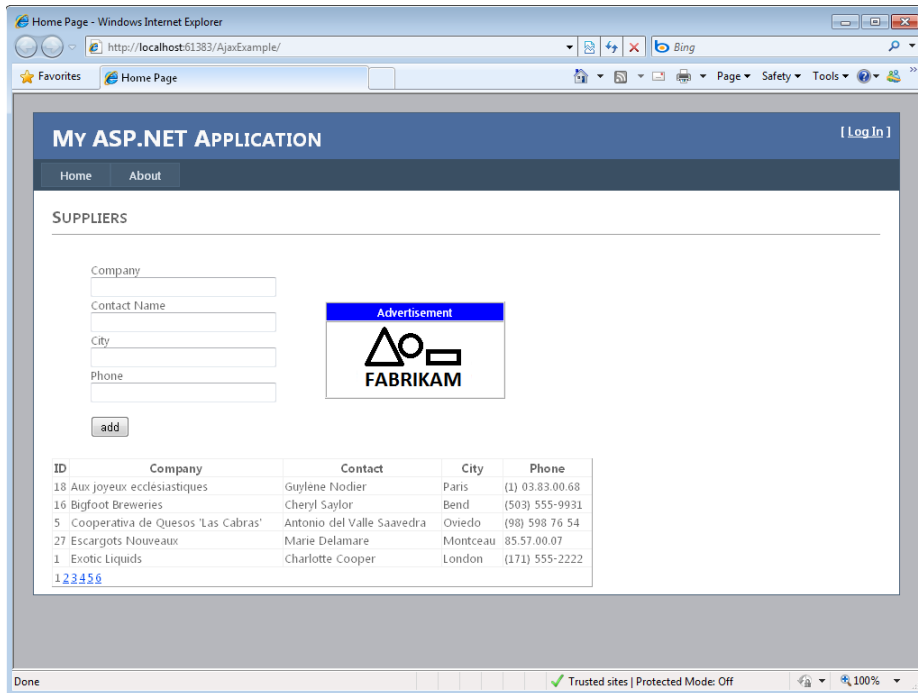 Home Page - Windows Internet Explorer
http://localhost:61383/AjaxExample/
Bing
Favorites Home Page Page Safety Tools »
MY ASP.NET APPLICATION
[ Log In ]
Home About
SUPPLIERS
Company
Contact Name
City
Phone
add
Advertisement
FABRIKAM
ID Company Contact City Phone
18 Aux joyeux ecclésiastiques Guylène Nodier Paris (1) 03.83.00.68
16 Bigfoot Breweries Cheryl Saylor Bend (503) 555-9931
5 Cooperativa de Quesos 'Las Cabras' Antonio del Valle Saavedra Oviedo (98) 598 76 54
27 Escargots Nouveaux Marie Delamare Montceau 85.57.00.07
1 Exotic Liquids Charlotte Cooper London (171) 555-2222
1 2 3 4 5 6
Done
Trusted sites | Protected Mode: Off
100%